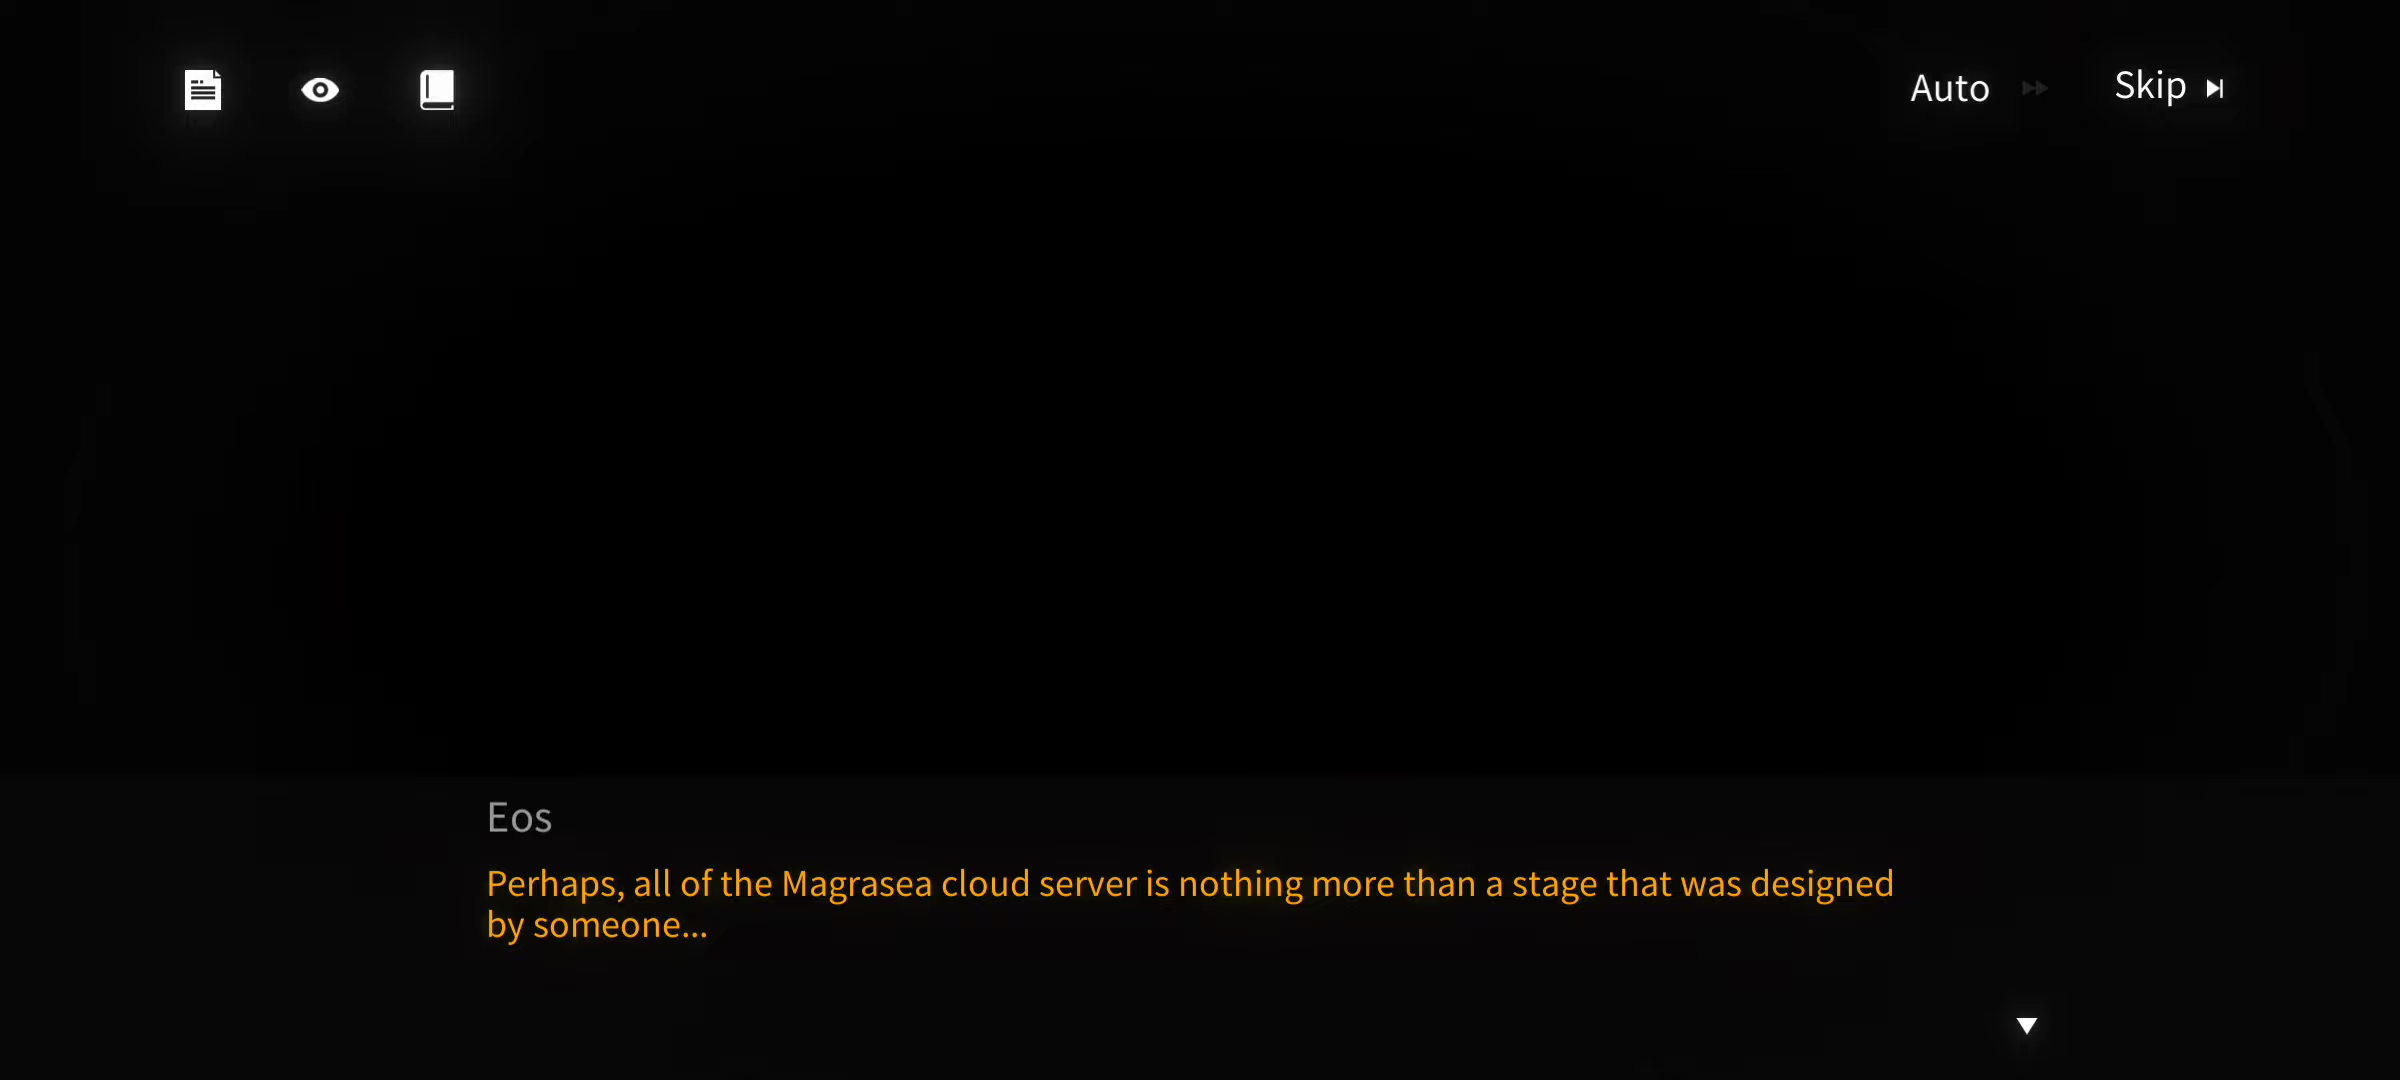 Auto
Skip
Eos
Perhaps, all of the Magrasea cloud server is nothing more than a stage that was designed
by someone...